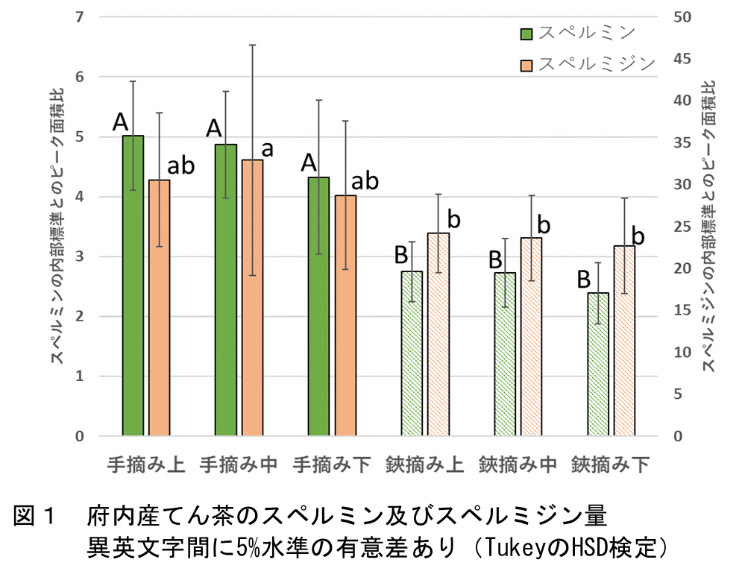 7
6
5
4
3
2
1
0
スペルミンの内部標準とのピーク面積比
50
45
40
35
30
25
20
15
10
5
0
スペルミジンの内部標準とのピーク面積比
スペルミン
スペルミジン
A
ab
A
a
A
ab
B
b
B
b
B
b
手摘み上
手摘み中
手摘み下
鋏摘み上
鋏摘み中
鋏摘み下
図1 府内産てん茶のスペルミン及びスペルミジン量
異英文字間に5%水準の有意差あり(TukeyのHSD検定)